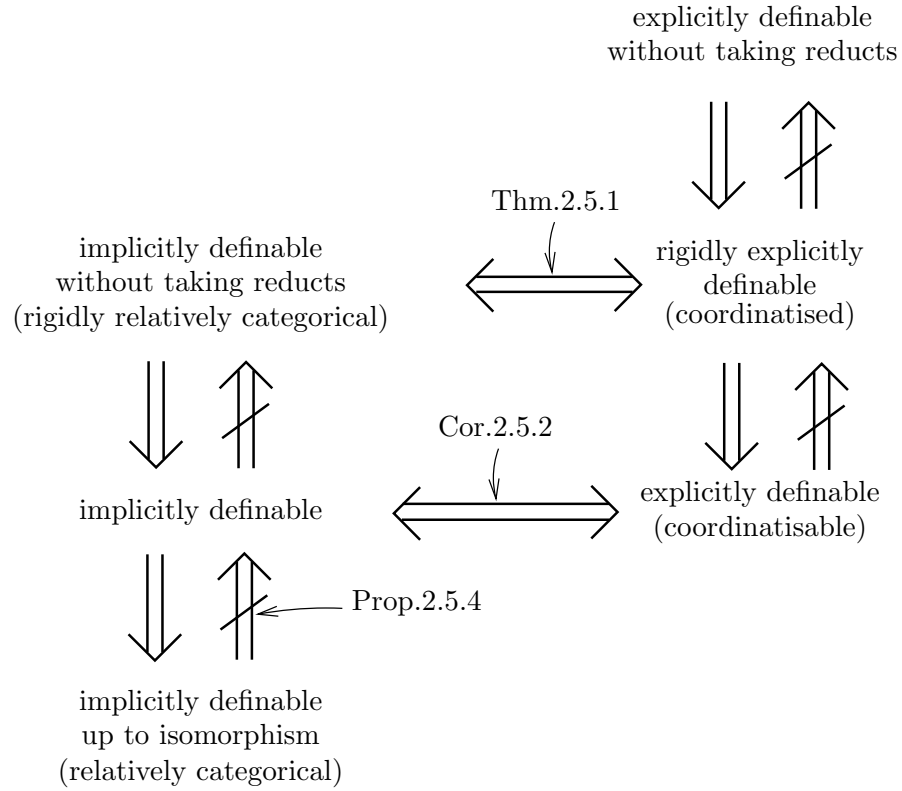 explicitly definable
without taking reducts
Thm.2.5.1
implicitly definable
without taking reducts
(rigidly relatively categorical)
rigidly explicitly
definable
(coordinatised)
Cor.2.5.2
implicitly definable
explicitly definable
(coordinatisable)
Prop.2.5.4
implicitly definable
up to isomorphism
(relatively categorical)